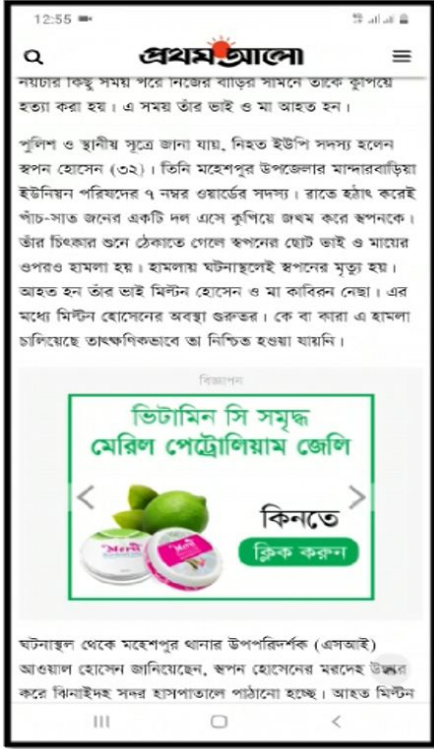 12:55
প্রথম আলো
নয়টার কিছু সময় পরে নিজের বাড়ির সামনে তাকে কুপিয়ে
হত্যা করা হয়। এ সময় তাঁর ভাই ও মা আহত হন।
পুলিশ ও স্থানীয় সূত্রে জানা যায়, নিহত ইউপি সদস্য হলেন
স্বপন হোসেন (৩২)। তিনি মহেশপুর উপজেলার মান্দারবাড়িয়া
ইউনিয়ন পরিষদের ৭ নম্বর ওয়ার্ডের সদস্য। রাতে হঠাৎ করেই
পাঁচ-সাত জনের একটি দল এসে কুপিয়ে জখম করে স্বপনকে।
তাঁর চিৎকার শুনে ঠেকাতে গেলে স্বপনের ছোট ভাই ও মায়ের
ওপরও হামলা হয়। হামলায় ঘটনাস্থলেই স্বপনের মৃত্যু হয়।
আহত হন তাঁর ভাই মিল্টন হোসেন ও মা কাবিরন নেছা। এর
মধ্যে মিল্টন হোসেনের অবস্থা গুরুতর। কে বা কারা এ হামলা
চালিয়েছে তাৎক্ষণিকভাবে তা নিশ্চিত হওয়া যায়নি।
বিজ্ঞাপন
ভিটামিন সি সমৃদ্ধ
মেরিল পেট্রোলিয়াম জেলি
কিনতে
ক্লিক করুন
ঘটনাস্থল থেকে মহেশপুর থানার উপপরিদর্শক (এসআই)
আওয়াল হোসেন জানিয়েছেন, স্বপন হোসেনের মরদেহ উদ্ধার
করে ঝিনাইদহ সদর হাসপাতালে পাঠানো হচ্ছে। আহত মিল্টন